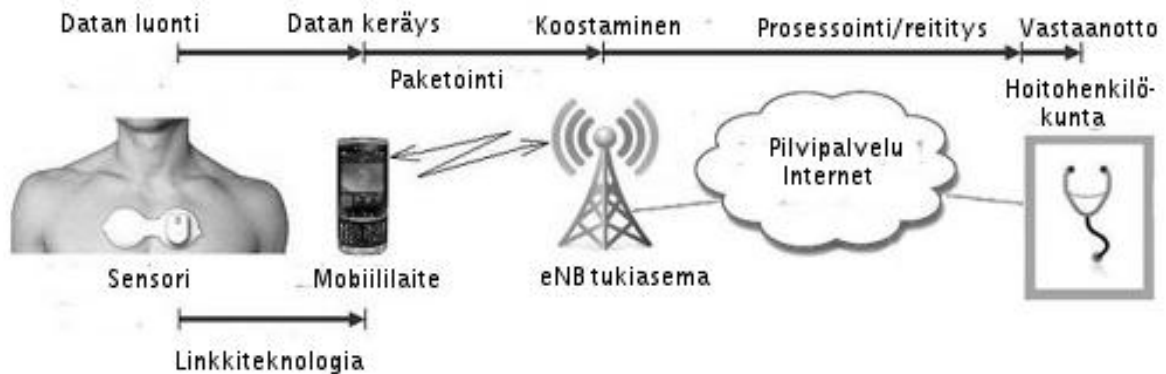 Datan luonti
Datan keräys
Koostaminen
Prosessointi/reititys
Vastaanotto
Paketointi
Hoitohenkilö-
kunta
Pilvipalvelu
Internet
Sensori
Mobiililaite
eNB tukiasema
Linkkiteknologia